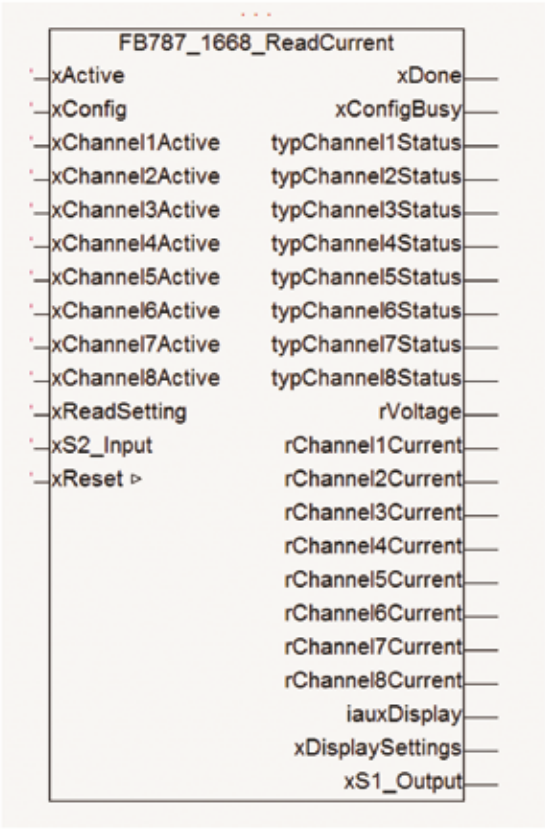 ...
FB787_1668_ReadCurrent
xActive xDone
xConfig xConfigBusy
xChannel1Active typChannel1Status
xChannel2Active typChannel2Status
xChannel3Active typChannel3Status
xChannel4Active typChannel4Status
xChannel5Active typChannel5Status
xChannel6Active typChannel6Status
xChannel7Active typChannel7Status
xChannel8Active typChannel8Status
xReadSetting rVoltage
xS2_Input rChannel1Current
xReset ▹ rChannel2Current
rChannel3Current
rChannel4Current
rChannel5Current
rChannel6Current
rChannel7Current
rChannel8Current
iauxDisplay
xDisplaySettings
xS1_Output